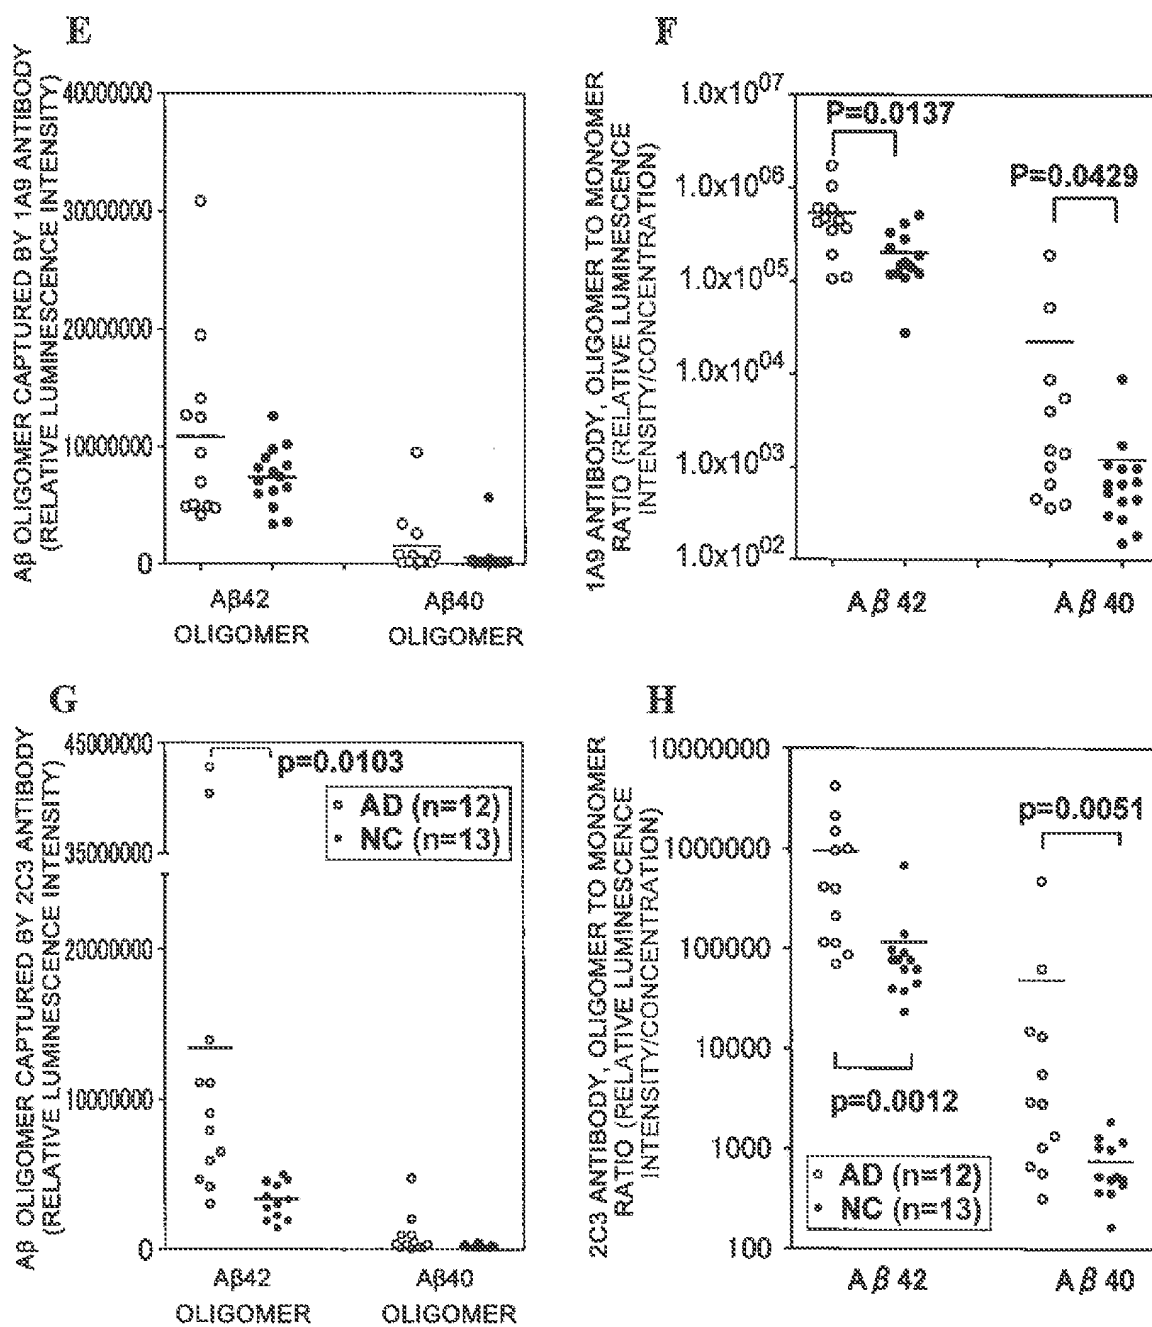 E
Aβ OLIGOMER CAPTURED BY 1A9 ANTIBODY
(RELATIVE LUMINESCENCE INTENSITY)
40000000
30000000
20000000
10000000
0
Aβ42
OLIGOMER
Aβ40
OLIGOMER
F
1A9 ANTIBODY, OLIGOMER TO MONOMER
RATIO (RELATIVE LUMINESCENCE
INTENSITY/CONCENTRATION)
1.0x10^07
1.0x10^06
1.0x10^05
1.0x10^04
1.0x10^03
1.0x10^02
P=0.0137
P=0.0429
Aβ 42
Aβ 40
G
Aβ OLIGOMER CAPTURED BY 2C3 ANTIBODY
(RELATIVE LUMINESCENCE INTENSITY)
45000000
35000000
20000000
10000000
0
p=0.0103
AD (n=12)
NC (n=13)
Aβ42
OLIGOMER
Aβ40
OLIGOMER
H
2C3 ANTIBODY, OLIGOMER TO MONOMER
RATIO (RELATIVE LUMINESCENCE
INTENSITY/CONCENTRATION)
10000000
1000000
100000
10000
1000
100
p=0.0051
p=0.0012
AD (n=12)
NC (n=13)
Aβ 42
Aβ 40